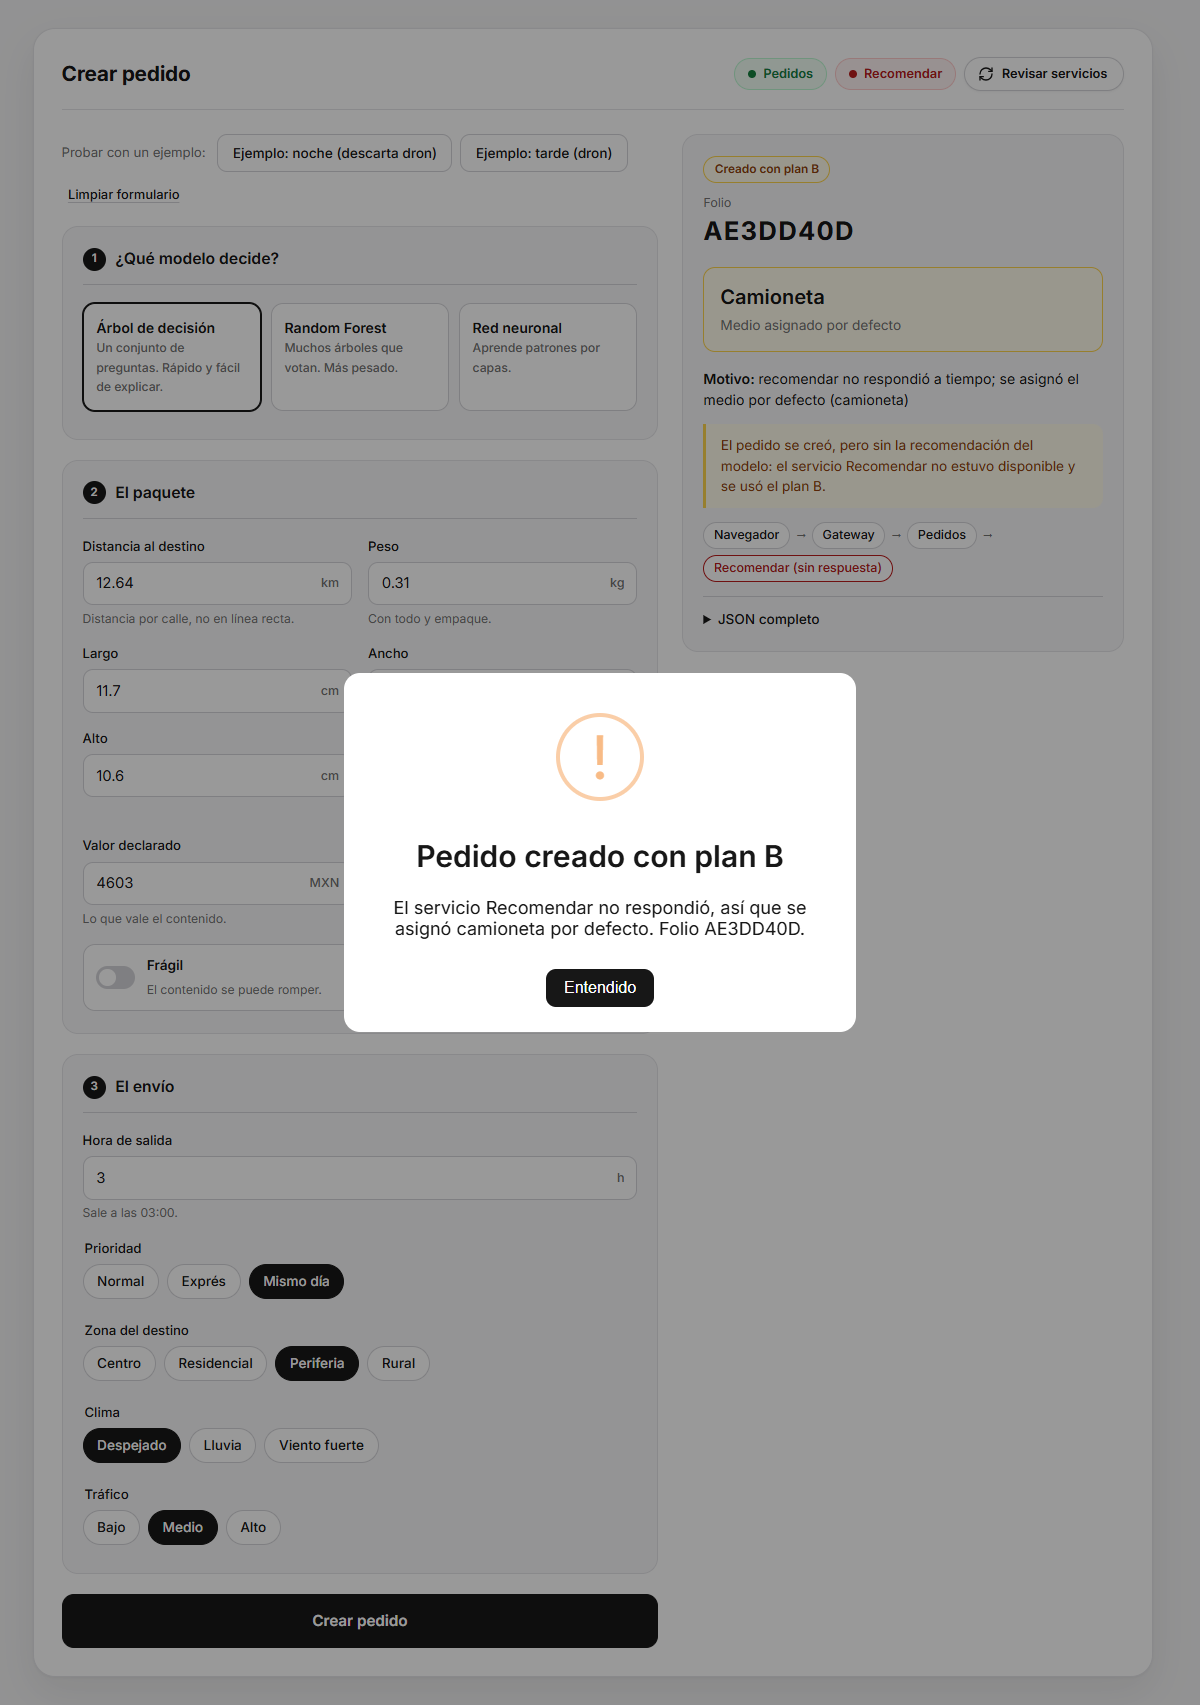 Crear pedido
Pedidos
Recomendar
Revisar servicios
Probar con un ejemplo:
Ejemplo: noche (descarta dron)
Ejemplo: tarde (dron)
Limpiar formulario
1
¿Qué modelo decide?
Árbol de decisión
Un conjunto de
preguntas. Rápido y fácil
de explicar.
Random Forest
Muchos árboles que
votan. Más pesado.
Red neuronal
Aprende patrones por
capas.
2
El paquete
Distancia al destino
12.64
km
Distancia por calle, no en línea recta.
Peso
0.31
kg
Con todo y empaque.
Largo
11.7
cm
Ancho
Alto
10.6
cm
Valor declarado
4603
MXN
Lo que vale el contenido.
Frágil
El contenido se puede romper.
3
El envío
Hora de salida
3
h
Sale a las 03:00.
Prioridad
Normal
Exprés
Mismo día
Zona del destino
Centro
Residencial
Periferia
Rural
Clima
Despejado
Lluvia
Viento fuerte
Tráfico
Bajo
Medio
Alto
Crear pedido
Creado con plan B
Folio
AE3DD40D
Camioneta
Medio asignado por defecto
Motivo: recomendar no respondió a tiempo; se asignó el
medio por defecto (camioneta)
El pedido se creó, pero sin la recomendación del
modelo: el servicio Recomendar no estuvo disponible y
se usó el plan B.
Navegador → Gateway → Pedidos →
Recomendar (sin respuesta)
▶ JSON completo
!
Pedido creado con plan B
El servicio Recomendar no respondió, así que se
asignó camioneta por defecto. Folio AE3DD40D.
Entendido